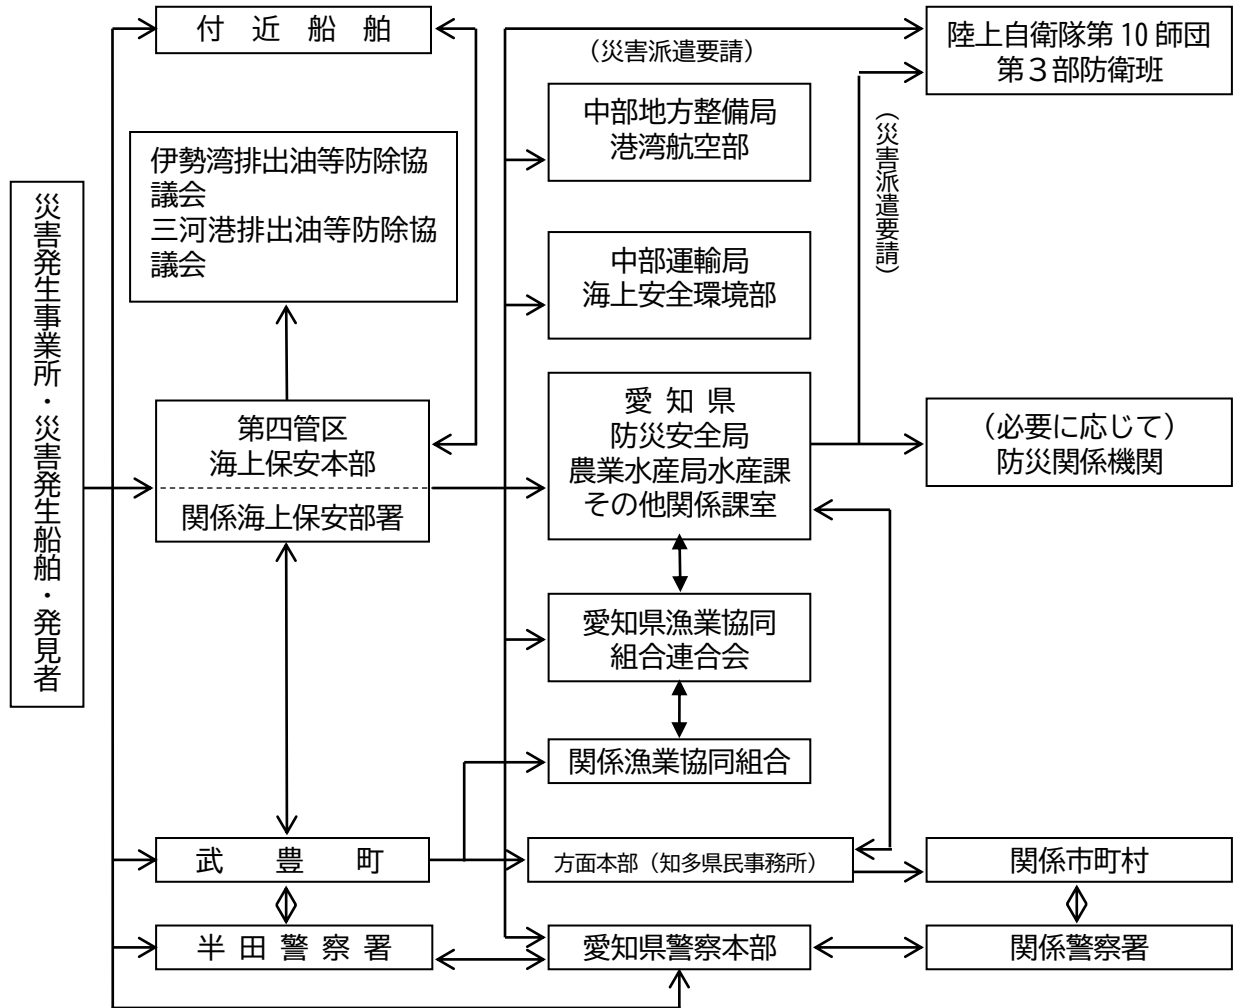 災害発生事業所・災害発生船舶・発見者
付近船舶
伊勢湾排出油等防除協
議会
三河港排出油等防除協
議会
第四管区
海上保安本部
関係海上保安部署
武豊町
半田警察署
(災害派遣要請)
中部地方整備局
港湾航空部
中部運輸局
海上安全環境部
愛知県
防災安全局
農業水産局水産課
その他関係課室
愛知県漁業協同
組合連合会
関係漁業協同組合
方面本部(知多県民事務所)
愛知県警察本部
陸上自衛隊第10師団
第3部防衛班
(災害派遣要請)
(必要に応じて)
防災関係機関
関係市町村
関係警察署